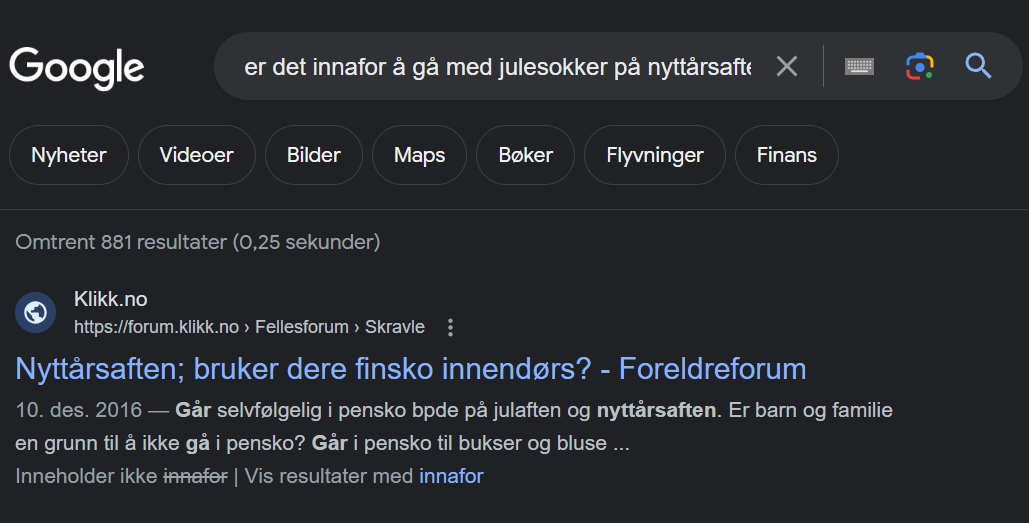 Google
er det innafor å gå med julesokker på nyttårsafte
Nyheter Videoer Bilder Maps Bøker Flyvninger Finans
Omtrent 881 resultater (0,25 sekunder)
Klikk.no
https://forum.klikk.no › Fellesforum › Skravle
Nyttårsaften; bruker dere finsko innendørs? - Foreldreforum
10. des. 2016 — Går selvfølgelig i pensko bpde på julaften og nyttårsaften. Er barn og familie
en grunn til å ikke gå i pensko? Går i pensko til bukser og bluse ...
Inneholder ikke innafor | Vis resultater med innafor